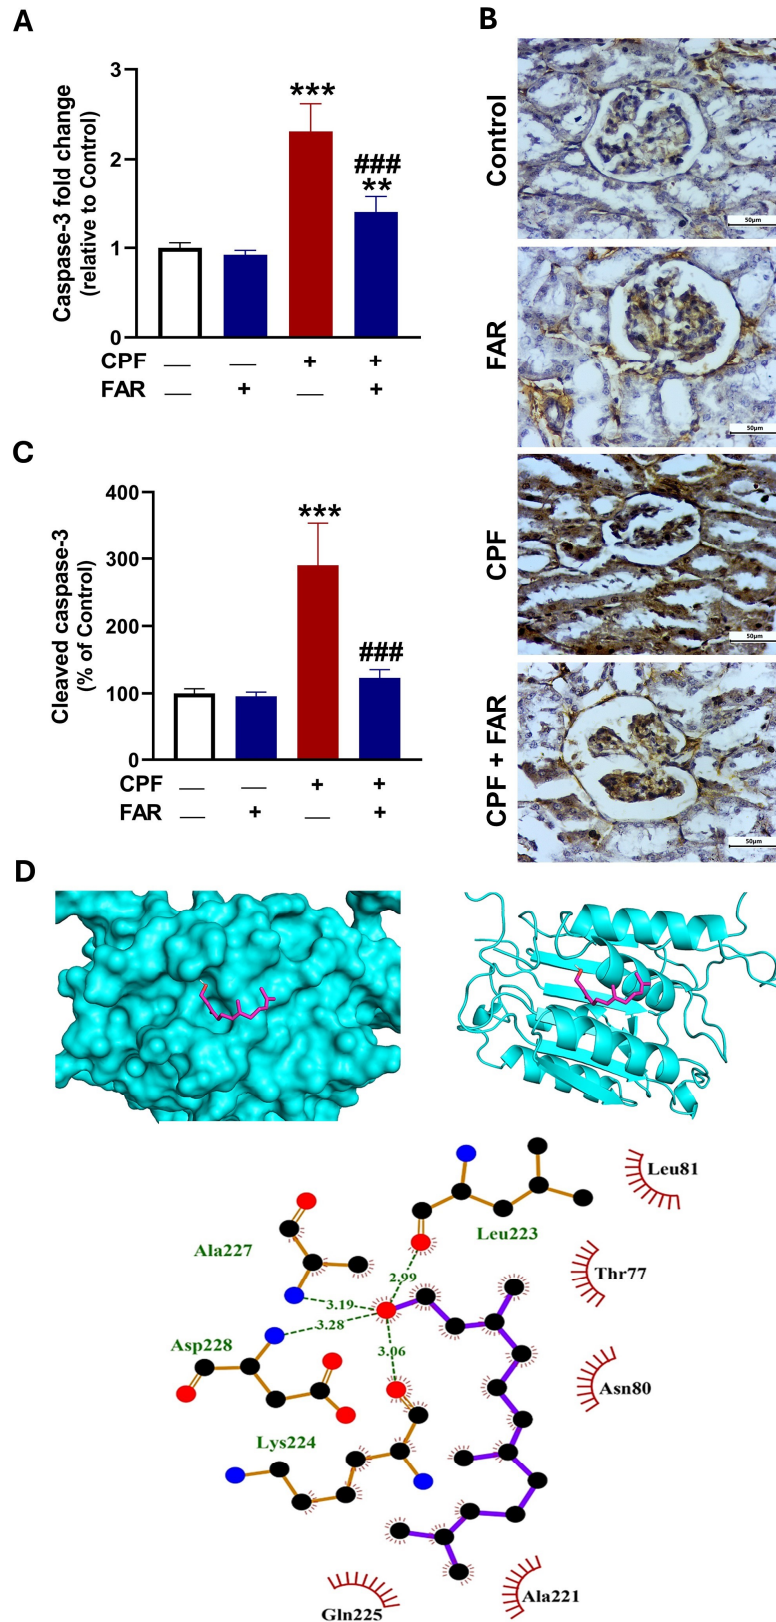 A
Caspase-3 fold change
(relative to Control)
3
2
1
0
***
###
**
CPF — — + +
FAR — + — +
B
Control
50µm
FAR
50µm
CPF
50µm
CPF + FAR
50µm
C
Cleaved caspase-3
(% of Control)
400
300
200
100
0
***
###
CPF — — + +
FAR — + — +
D
Leu81
Ala227
Leu223
2.99
Thr77
3.19
3.28
Asp228
3.06
Asn80
Lys224
Gln225
Ala221